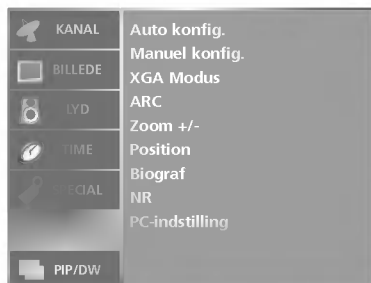 KANAL
BILLEDE
LYD
TIME
SPECIAL
PIP/DW
Auto konfig.
Manuel konfig.
XGA Modus
ARC
Zoom +/-
Position
Biograf
NR
PC-indstilling